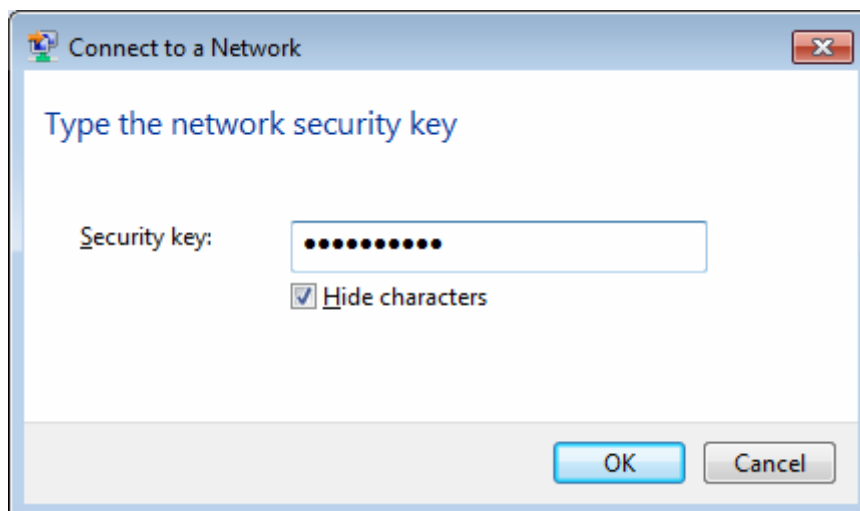 Connect to a Network
Type the network security key
Security key: ••••••••••
Hide characters
OK Cancel